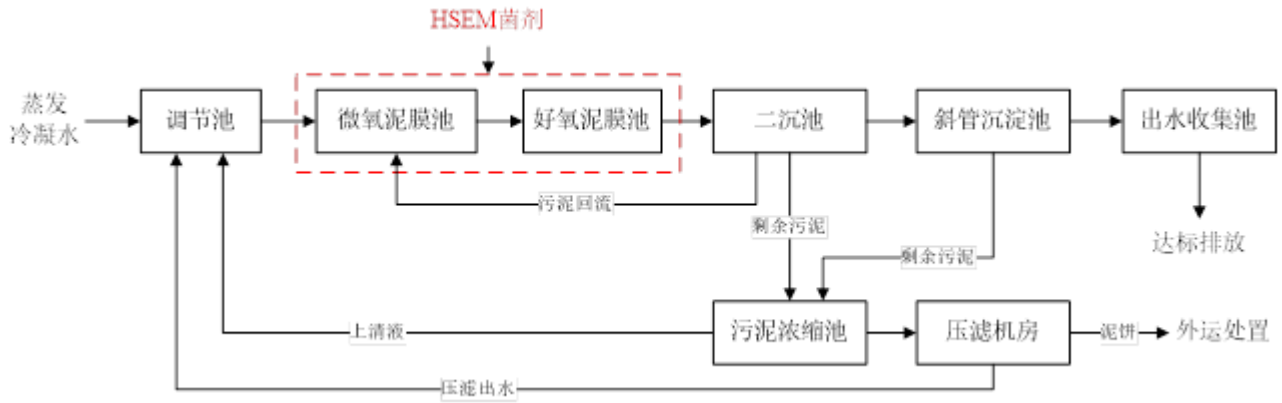 HSEM菌剂
蒸发
冷凝水
调节池
微氧泥膜池
好氧泥膜池
二沉池
斜管沉淀池
出水收集池
污泥回流
剩余污泥
剩余污泥
达标排放
上清液
污泥浓缩池
压滤机房
泥饼
外运处置
压滤出水